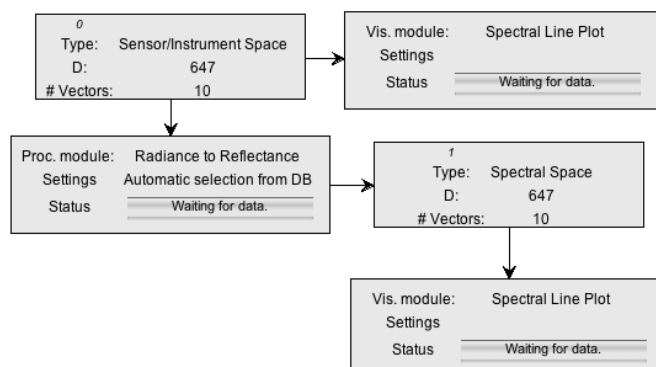 0
Type: Sensor/Instrument Space
D: 647
# Vectors: 10
Vis. module: Spectral Line Plot
Settings
Status Waiting for data.
Proc. module: Radiance to Reflectance
Settings Automatic selection from DB
Status Waiting for data.
1
Type: Spectral Space
D: 647
# Vectors: 10
Vis. module: Spectral Line Plot
Settings
Status Waiting for data.